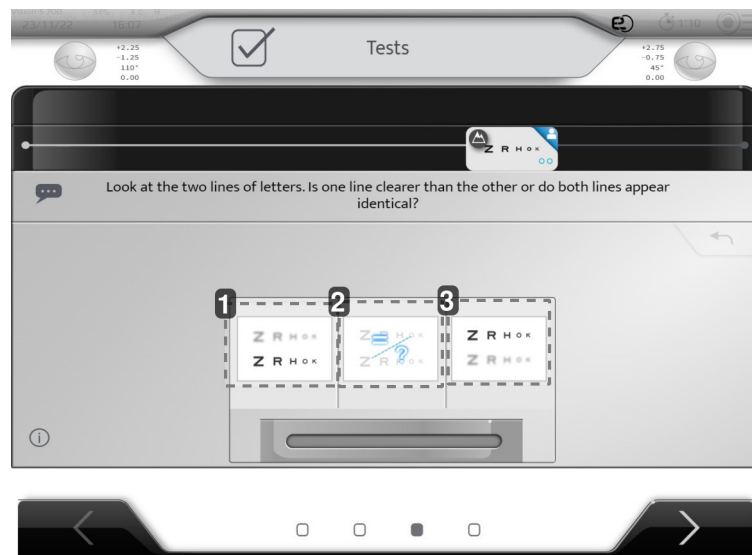 23/11/22 16:07
Tests
1'10
+2.25
-1.25
110°
0.00
+2.75
-0.75
45°
0.00
Z R H O K
Look at the two lines of letters. Is one line clearer than the other or do both lines appear
identical?
1 2 3
Z R H O K
Z R H O K
Z R H O K
= ?
Z R H O K
Z R H O K
Z R H O K
i